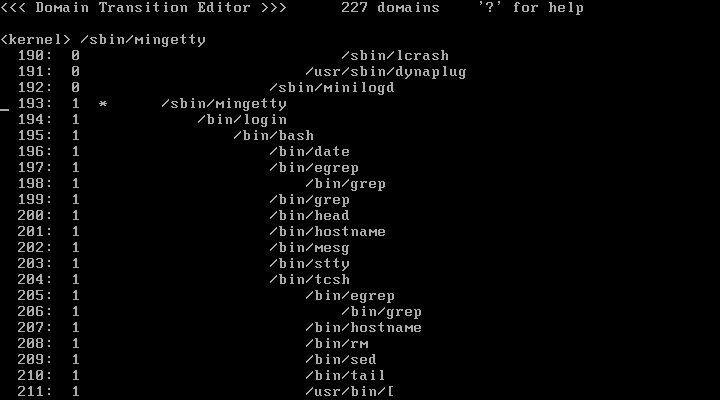 <<< Domain Transition Editor >>>      227 domains    '?' for help
<kernel> /sbin/mingetty
190:  0                             /sbin/lcrash
191:  0                         /usr/sbin/dynaplug
192:  0                     /sbin/minilogd
193:  1  *      /sbin/mingetty
194:  1             /bin/login
195:  1                 /bin/bash
196:  1                     /bin/date
197:  1                     /bin/egrep
198:  1                         /bin/grep
199:  1                     /bin/grep
200:  1                     /bin/head
201:  1                     /bin/hostname
202:  1                     /bin/mesg
203:  1                     /bin/stty
204:  1                     /bin/tcsh
205:  1                         /bin/egrep
206:  1                             /bin/grep
207:  1                         /bin/hostname
208:  1                         /bin/rm
209:  1                         /bin/sed
210:  1                         /bin/tail
211:  1                         /usr/bin/[